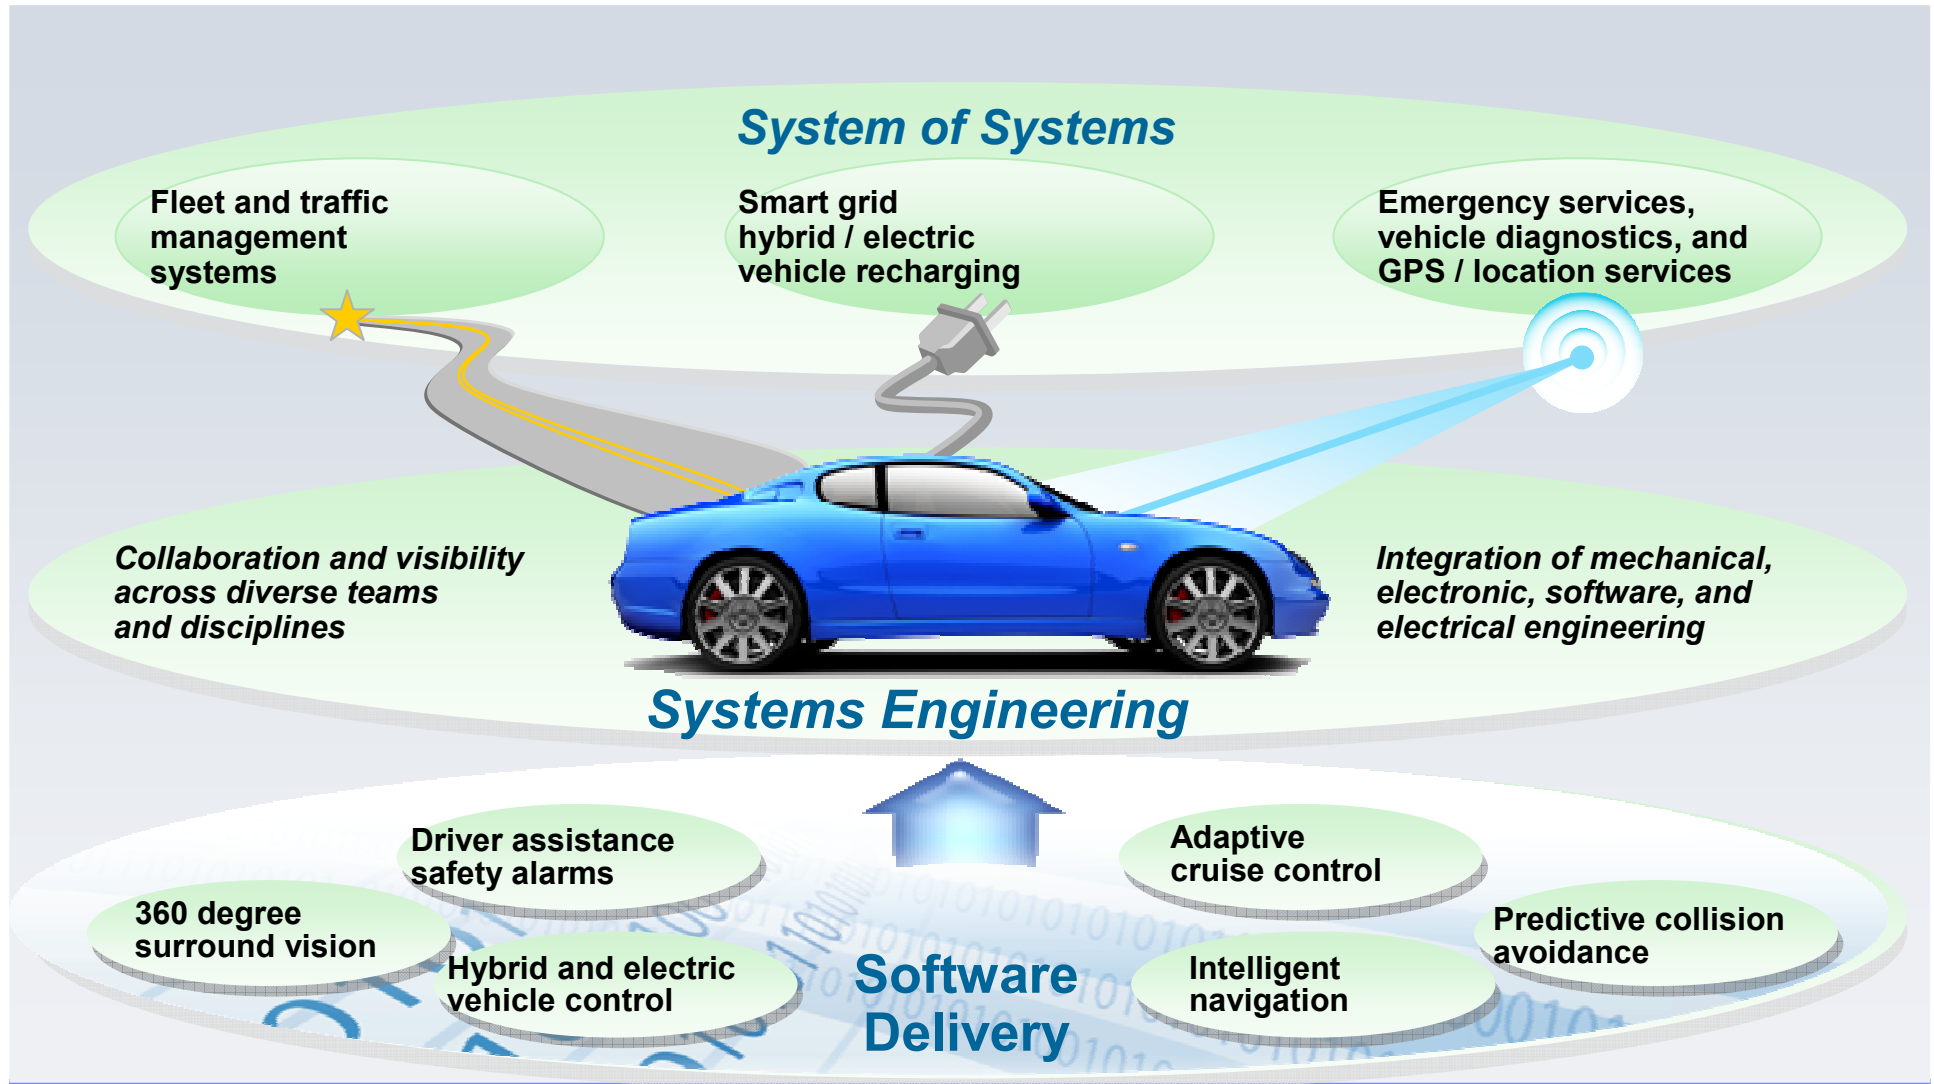 System of Systems
Fleet and traffic
management
systems
Smart grid
hybrid / electric
vehicle recharging
Emergency services,
vehicle diagnostics, and
GPS / location services
Collaboration and visibility
across diverse teams
and disciplines
Integration of mechanical,
electronic, software, and
electrical engineering
Systems Engineering
Driver assistance
safety alarms
Adaptive
cruise control
360 degree
surround vision
Predictive collision
avoidance
Hybrid and electric
vehicle control
Intelligent
navigation
Software
Delivery